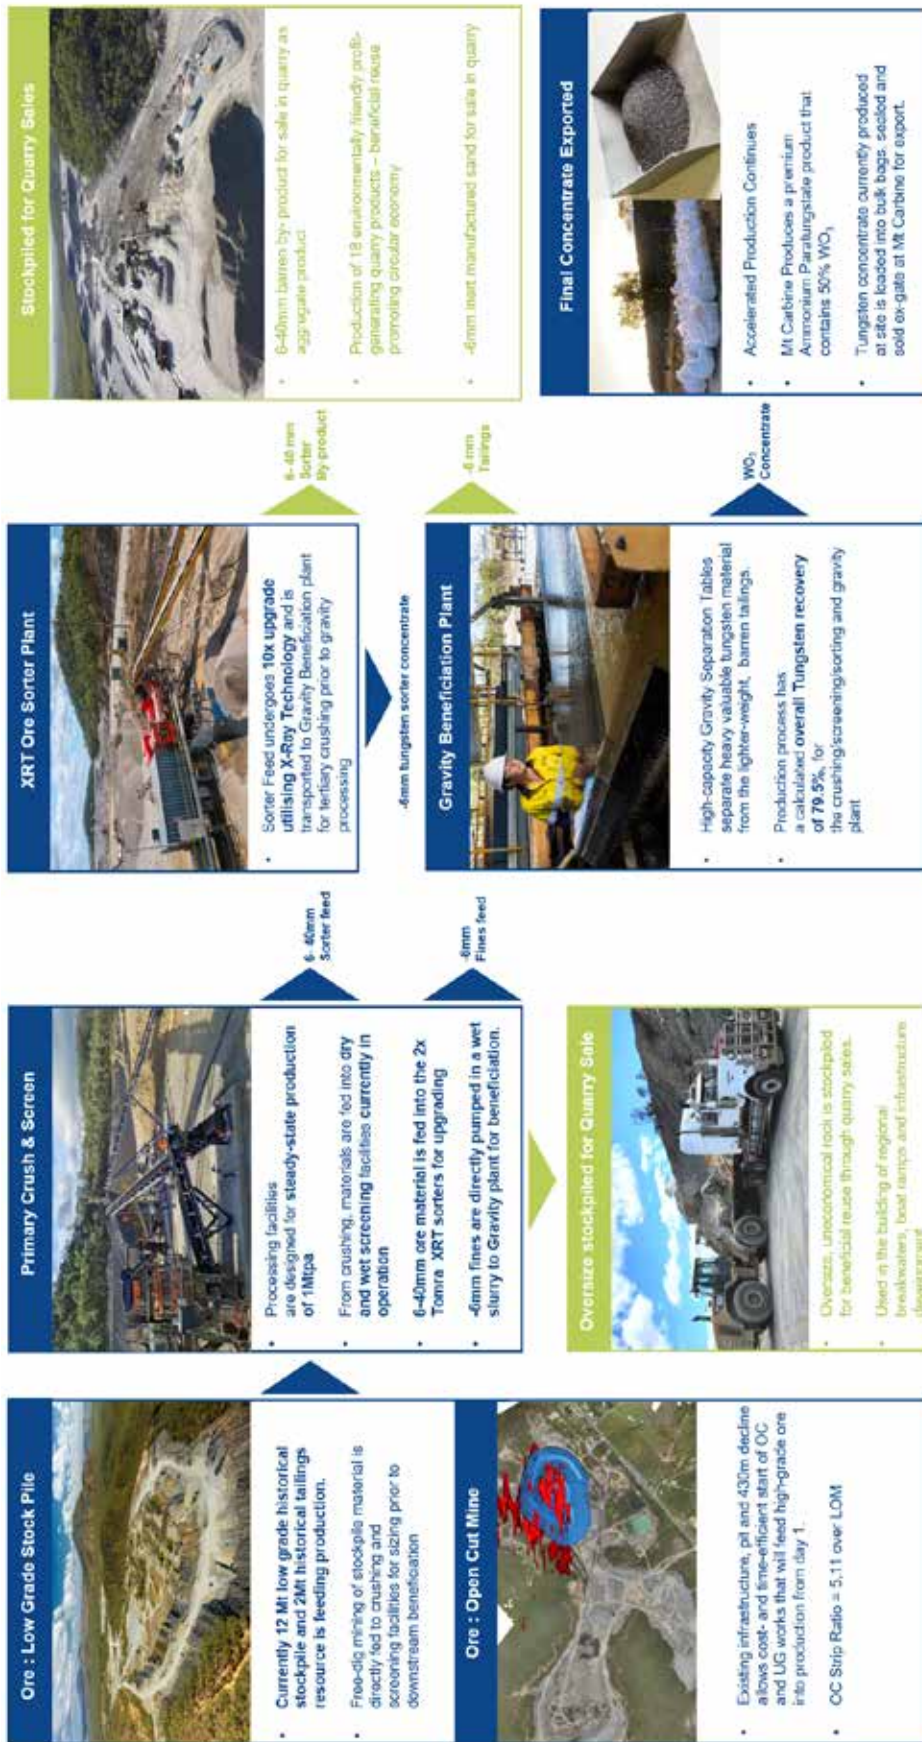 Ore : Low Grade Stock Pile
• Currently 12 Mt low grade historical
stockpile and 2Mt historical tailings
resource is feeding production.
• Free-dig mining of stockpile material is
directly fed to crushing and
screening facilities for sizing prior to
downstream beneficiation
Ore : Open Cut Mine
• Existing infrastructure, pit and 430m decline
allows cost- and time-efficient start of OC
and UG works that will feed high-grade ore
into production from day 1.
• OC Strip Ratio = 5.11 over LOM
Primary Crush & Screen
• Processing facilities
are designed for steady-state production
of 1Mtpa
• From crushing, materials are fed into dry
and wet screening facilities currently in
operation
• 6-40mm ore material is fed into the 2x
Tomra XRT sorters for upgrading
• -6mm fines are directly pumped in a wet
slurry to Gravity plant for beneficiation.
6- 40mm
Sorter feed
-6mm
Fines feed
Oversize stockpiled for Quarry Sale
• Oversize, uneconomical rock is stockpiled
for beneficial reuse through quarry sales.
• Used in the building of regional
breakwaters, boat ramps and infrastructure
XRT Ore Sorter Plant
• Sorter Feed undergoes 10x upgrade
utilising X-Ray Technology and is
transported to Gravity Beneficiation plant
for tertiary crushing prior to gravity
processing
6- 40 mm
Sorter
By-product
-6mm tungsten sorter concentrate
Gravity Beneficiation Plant
• High-capacity Gravity Separation Tables
separate heavy valuable tungsten material
from the lighter-weight, barren tailings.
• Production process has
a calculated overall Tungsten recovery
of 79.5%, for
the crushing/screening/sorting and gravity
plant
-6 mm
Tailings
WO₃
Concentrate
Stockpiled for Quarry Sales
• 6-40mm barren by- product for sale in quarry as
aggregate product
• Production of 18 environmentally friendly profit-
generating quarry products – beneficial reuse
promoting circular economy
• -6mm inert manufactured sand for sale in quarry
Final Concentrate Exported
• Accelerated Production Continues
• Mt Carbine Produces a premium
Ammonium Paratungstate product that
contains 50% WO₃
• Tungsten concentrate currently produced
at site is loaded into bulk bags, sealed and
sold ex-gate at Mt Carbine for export.